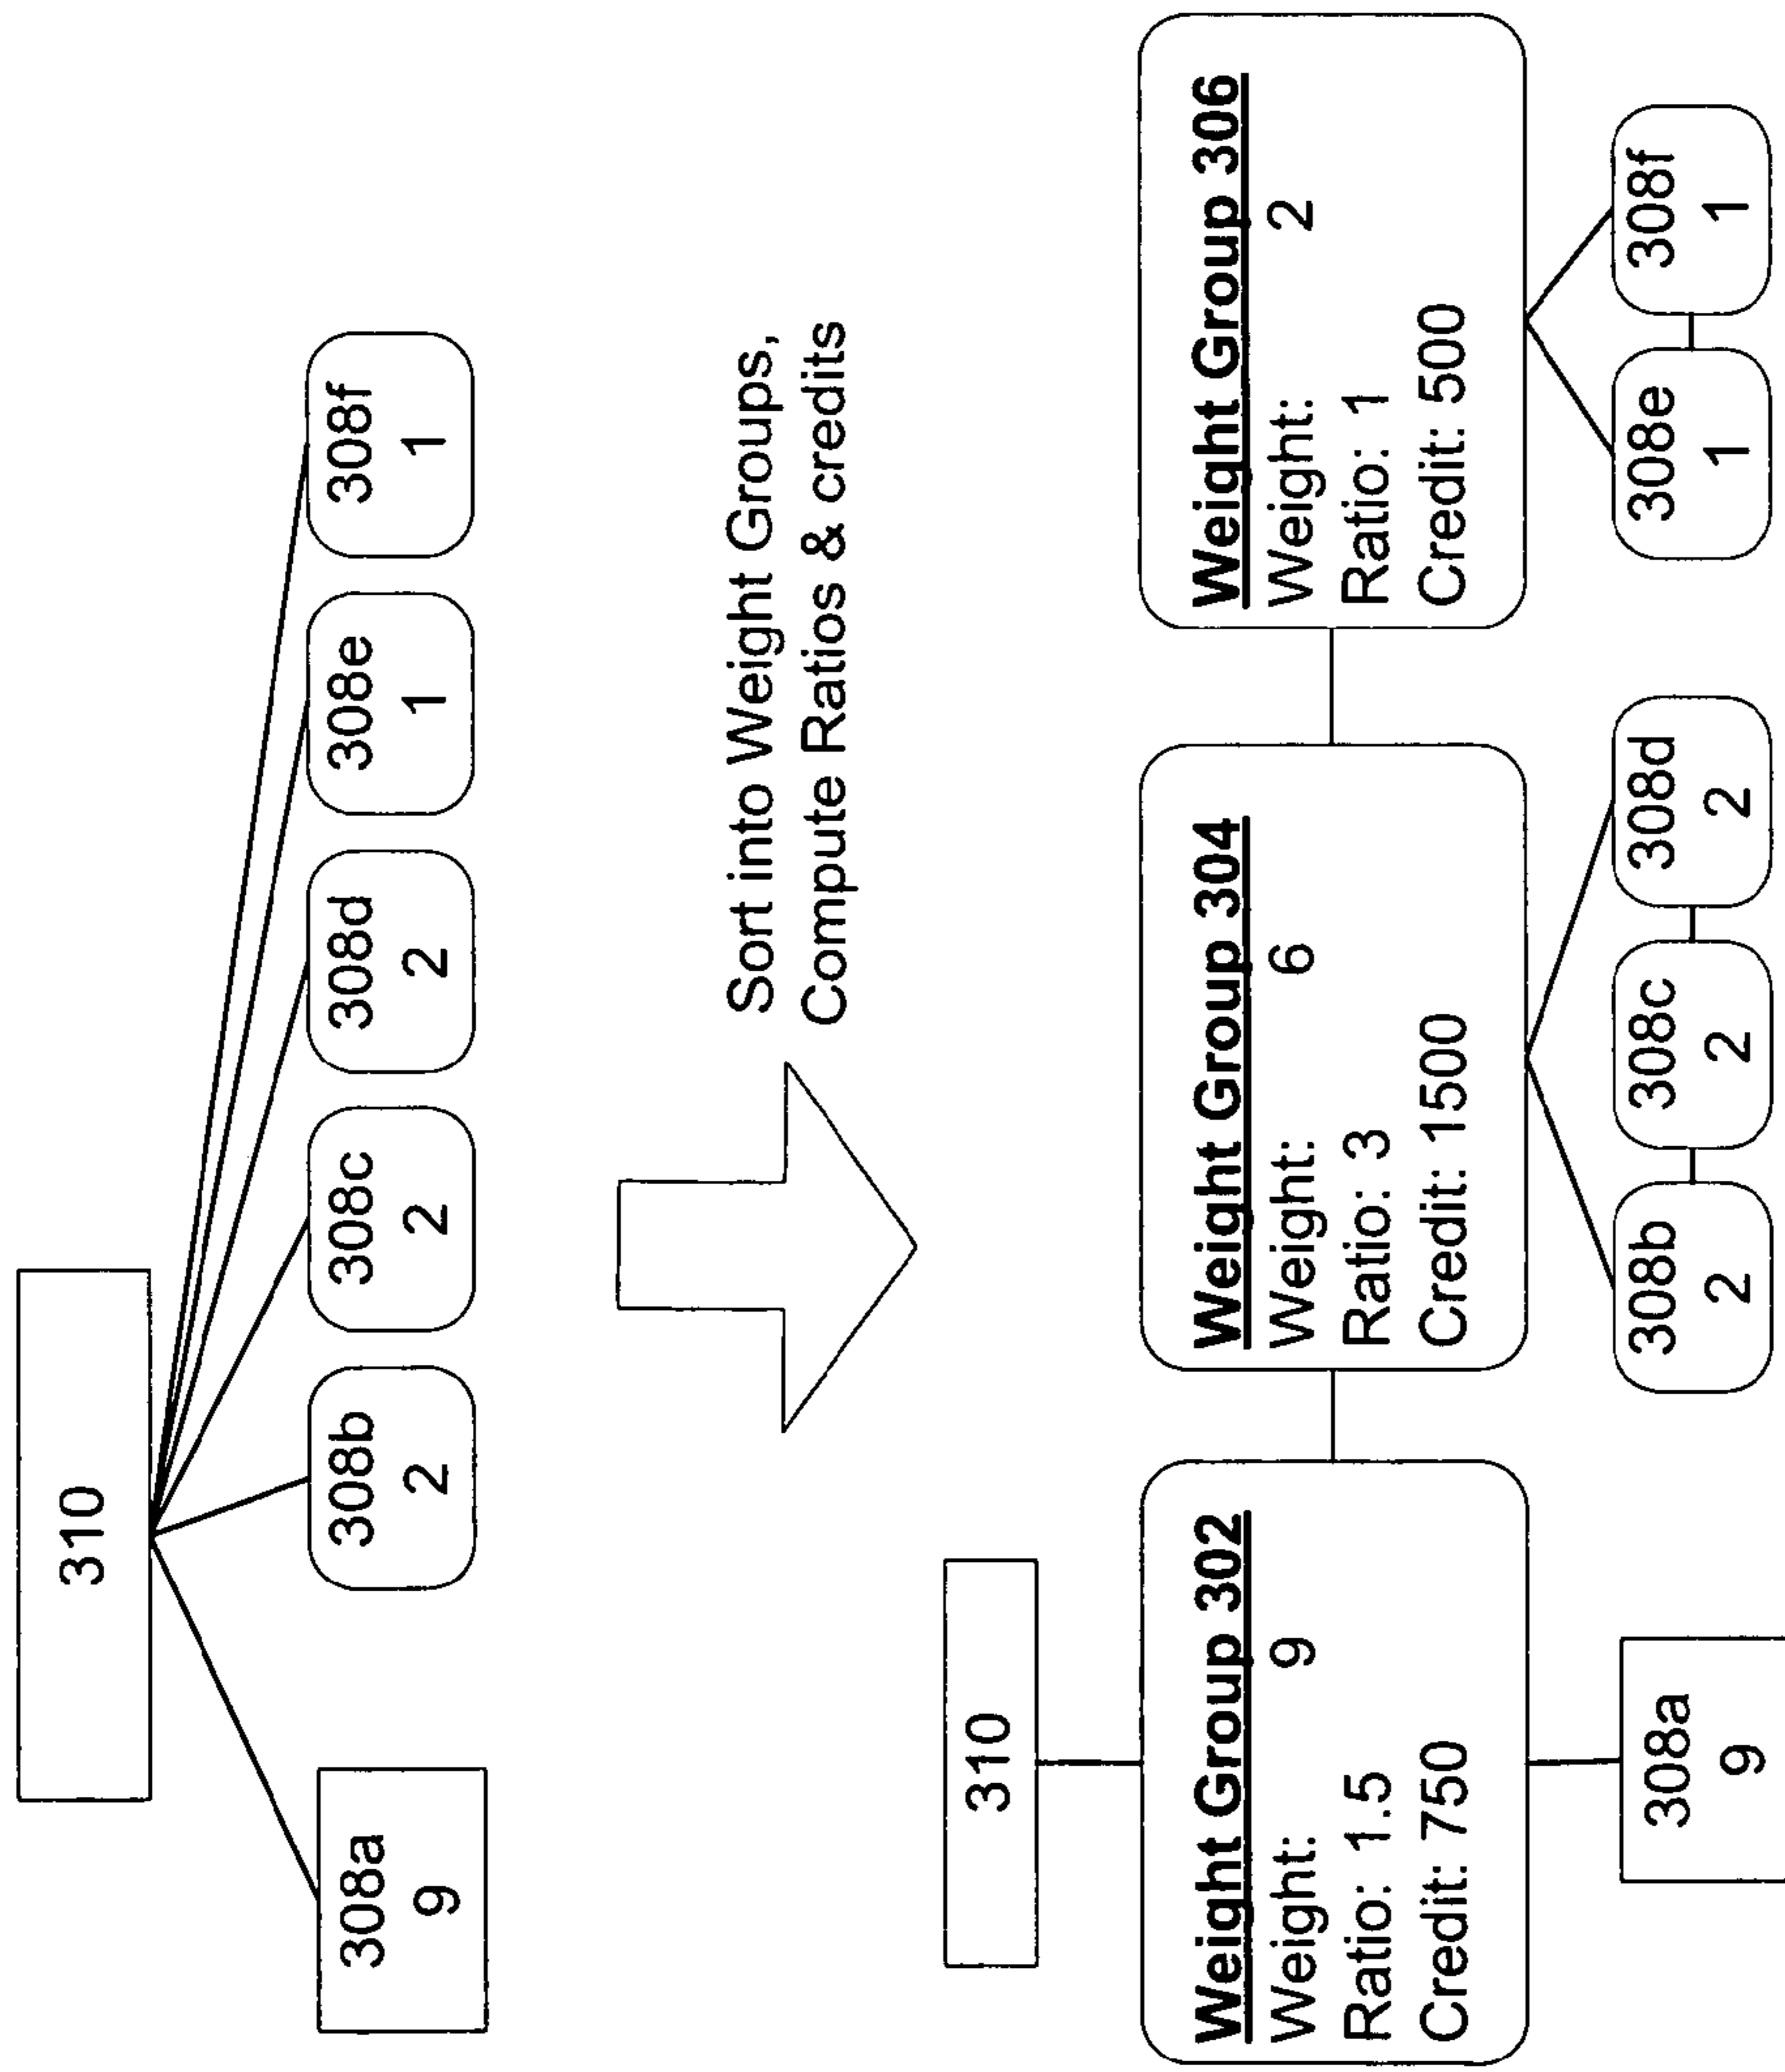 310
308a
9
308b
2
308c
2
308d
2
308e
1
308f
1
Sort into Weight Groups,
Compute Ratios & credits
310
Weight Group 302
Weight: 9
Ratio: 1.5
Credit: 750
Weight Group 304
Weight: 6
Ratio: 3
Credit: 1500
Weight Group 306
Weight: 2
Ratio: 1
Credit: 500
308a
9
308b
2
308c
2
308d
2
308e
1
308f
1